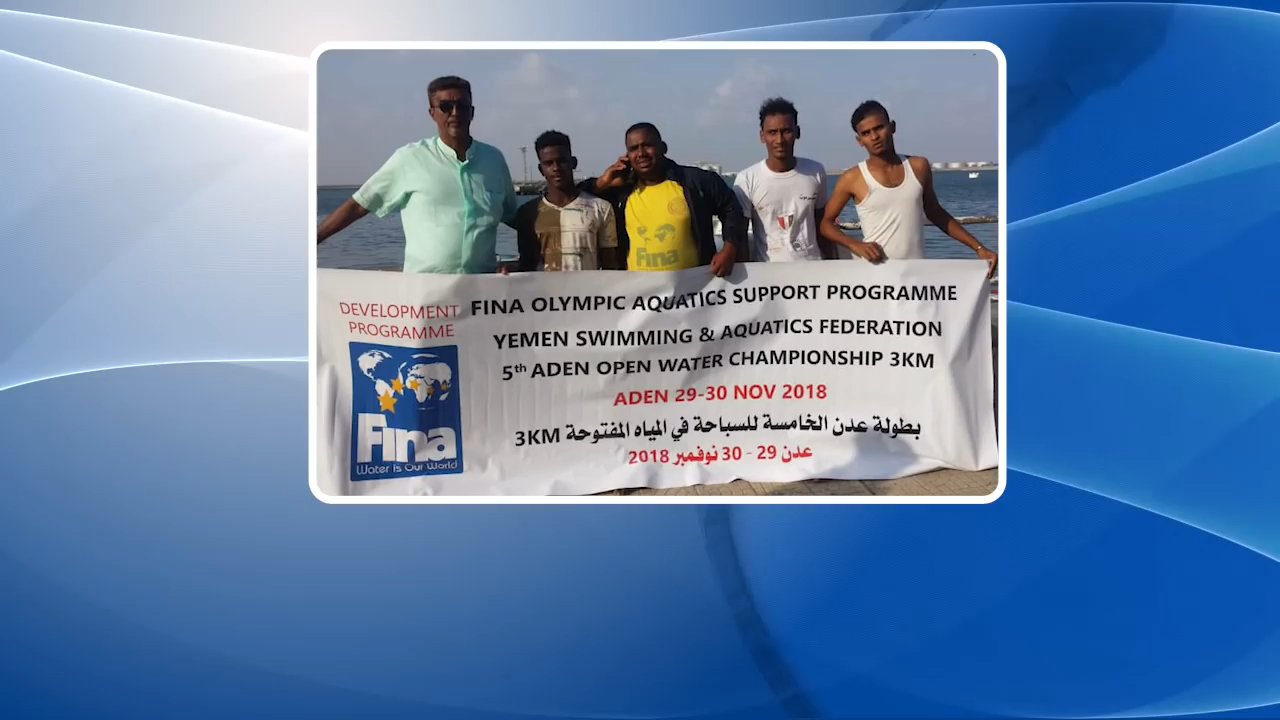 Fina
DEVELOPMENT
PROGRAMME
FINA OLYMPIC AQUATICS SUPPORT PROGRAMME
YEMEN SWIMMING & AQUATICS FEDERATION
5th ADEN OPEN WATER CHAMPIONSHIP 3KM
ADEN 29-30 NOV 2018
بطولة عدن الخامسة للسباحة في المياه المفتوحة 3KM
عدن 29 - 30 نوفمبر 2018
Fina
Water is Our World